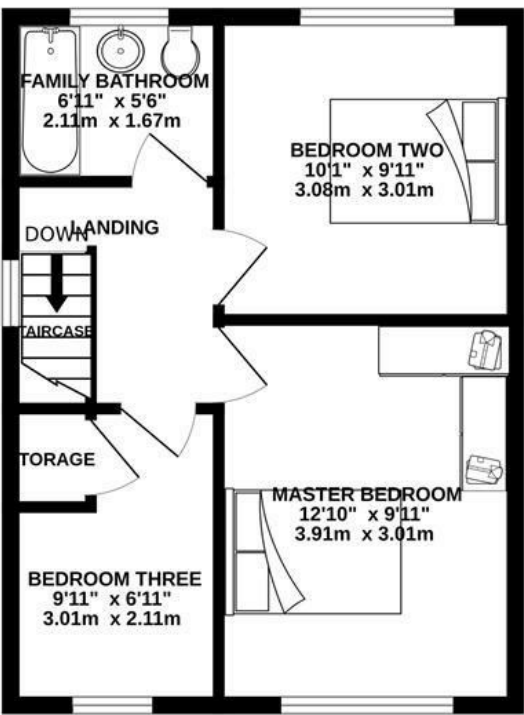 FAMILY BATHROOM
6'11" x 5'6"
2.11m x 1.67m
BEDROOM TWO
10'1" x 9'11"
3.08m x 3.01m
LANDING
DOWN
TAIRCASE
TORAGE
MASTER BEDROOM
12'10" x 9'11"
3.91m x 3.01m
BEDROOM THREE
9'11" x 6'11"
3.01m x 2.11m